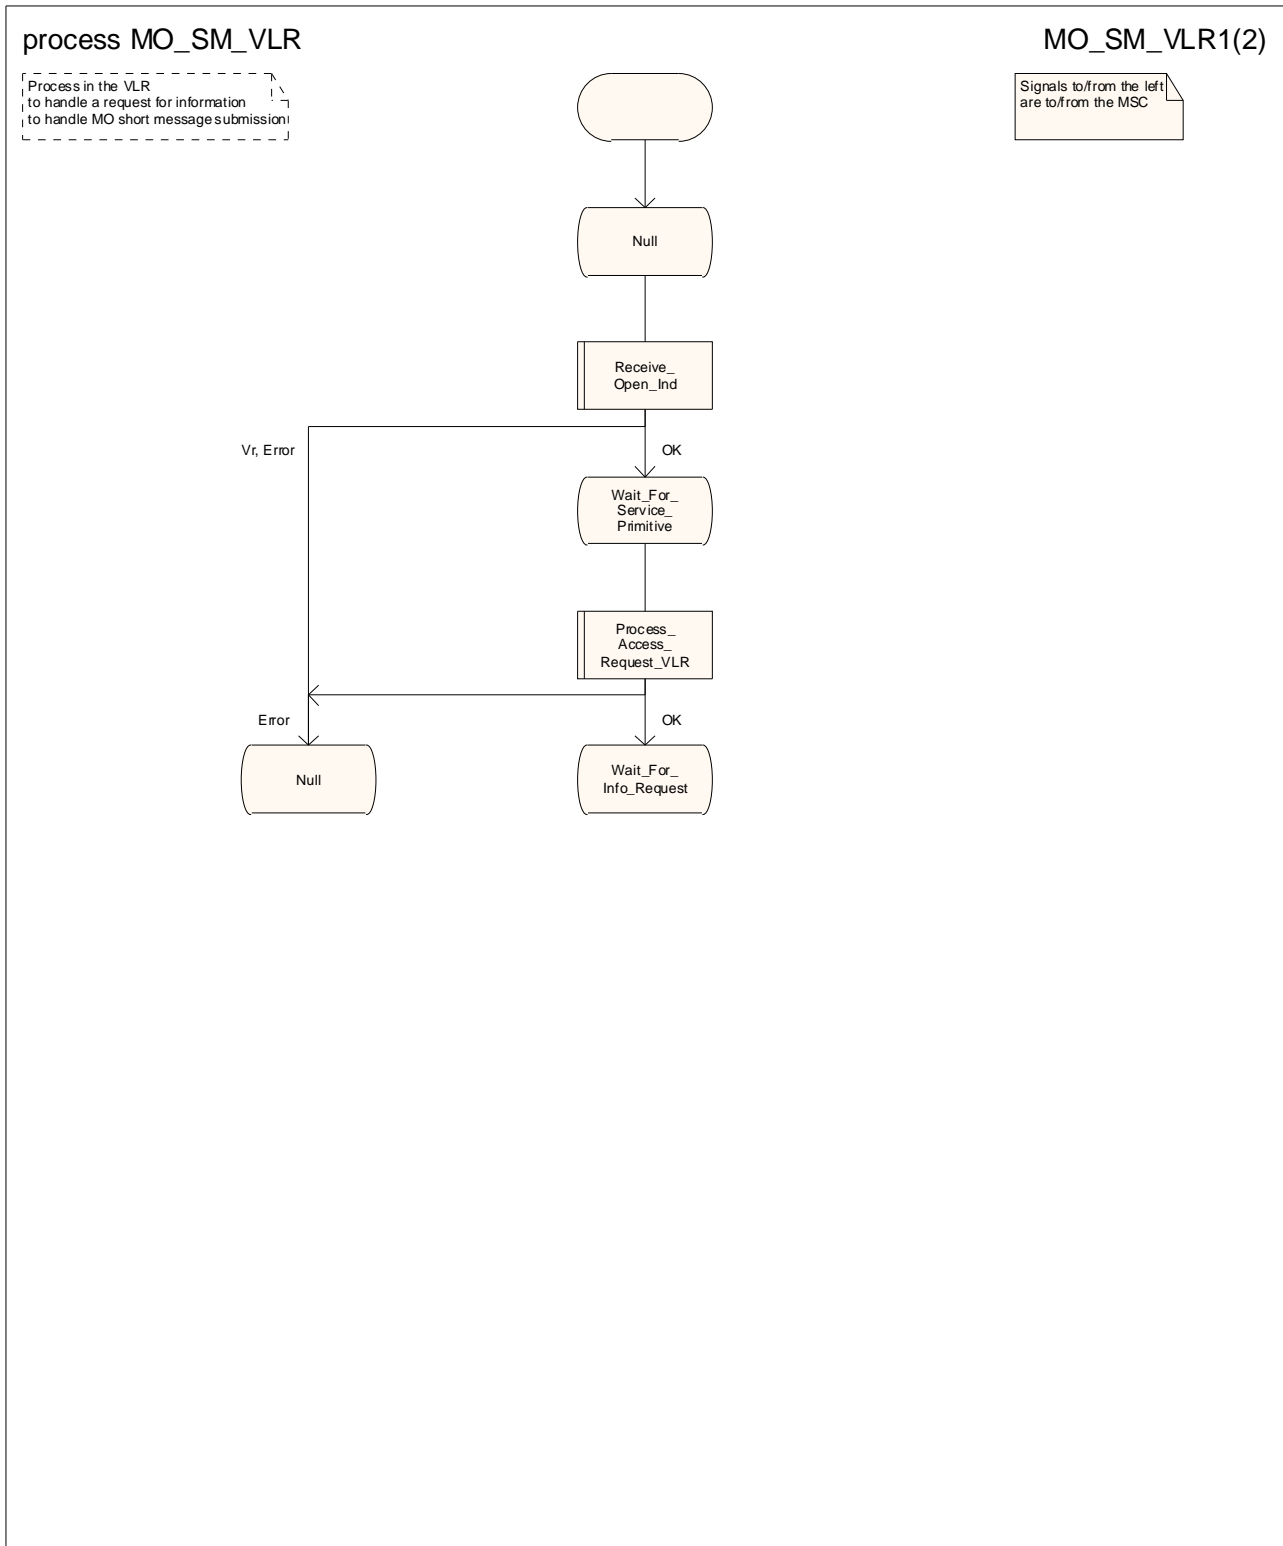 process MO_SM_VLR
MO_SM_VLR1(2)
Process in the VLR
to handle a request for information
to handle MO short message submission
Signals to/from the left
are to/from the MSC
Null
Receive_
Open_Ind
Vr, Error
OK
Wait_For_
Service_
Primitive
Process_
Access_
Request_VLR
Error
OK
Null
Wait_For_
Info_Request